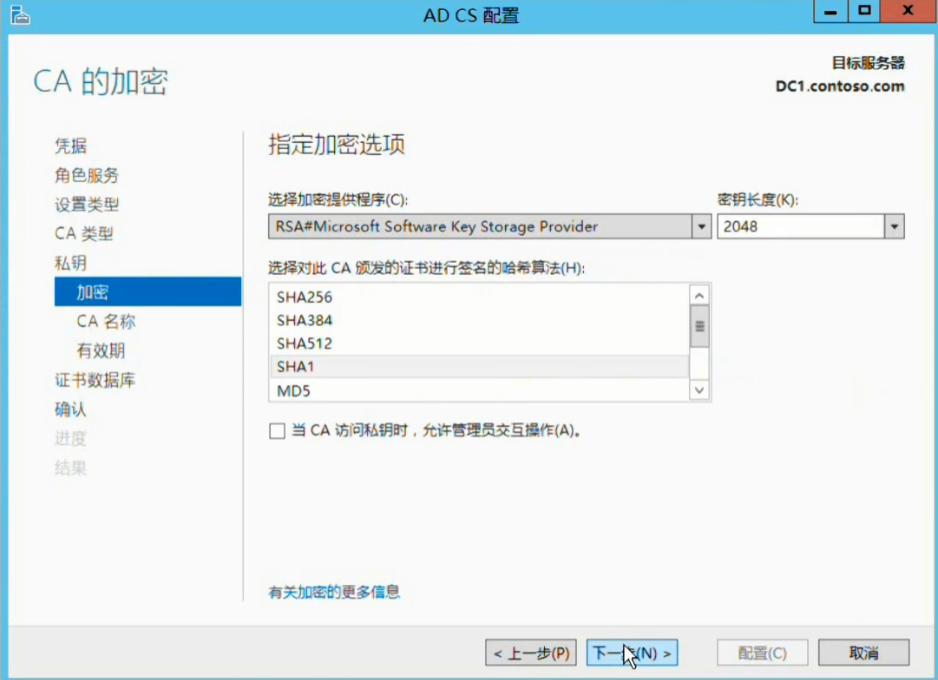 AD CS 配置
CA 的加密
目标服务器
DC1.contoso.com
凭据
角色服务
设置类型
CA 类型
私钥
加密
CA 名称
有效期
证书数据库
确认
进度
结果
指定加密选项
选择加密提供程序(C):
密钥长度(K):
RSA#Microsoft Software Key Storage Provider
2048
选择对此 CA 颁发的证书进行签名的哈希算法(H):
SHA256
SHA384
SHA512
SHA1
MD5
当 CA 访问私钥时，允许管理员交互操作(A)。
有关加密的更多信息
< 上一步(P)
下一步(N) >
配置(C)
取消